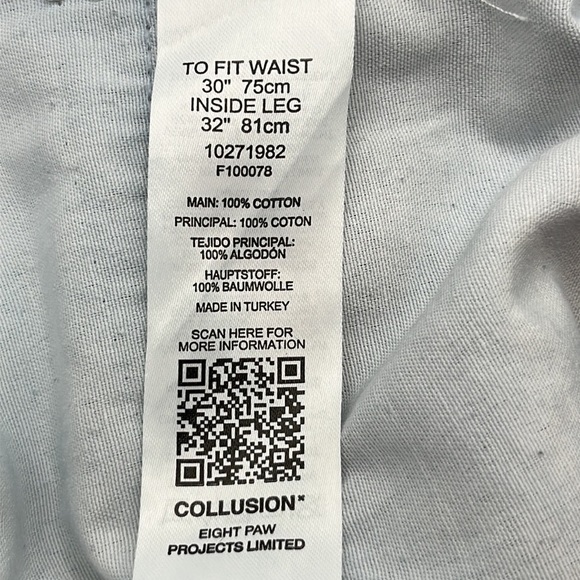 TO FIT WAIST
30" 75cm
INSIDE LEG
32" 81cm
10271982
F100078
MAIN: 100% COTTON
PRINCIPAL: 100% COTON
TEJIDO PRINCIPAL:
100% ALGODÓN
HAUPTSTOFF:
100% BAUMWOLLE
MADE IN TURKEY
SCAN HERE FOR
MORE INFORMATION
COLLUSION*
EIGHT PAW
PROJECTS LIMITED